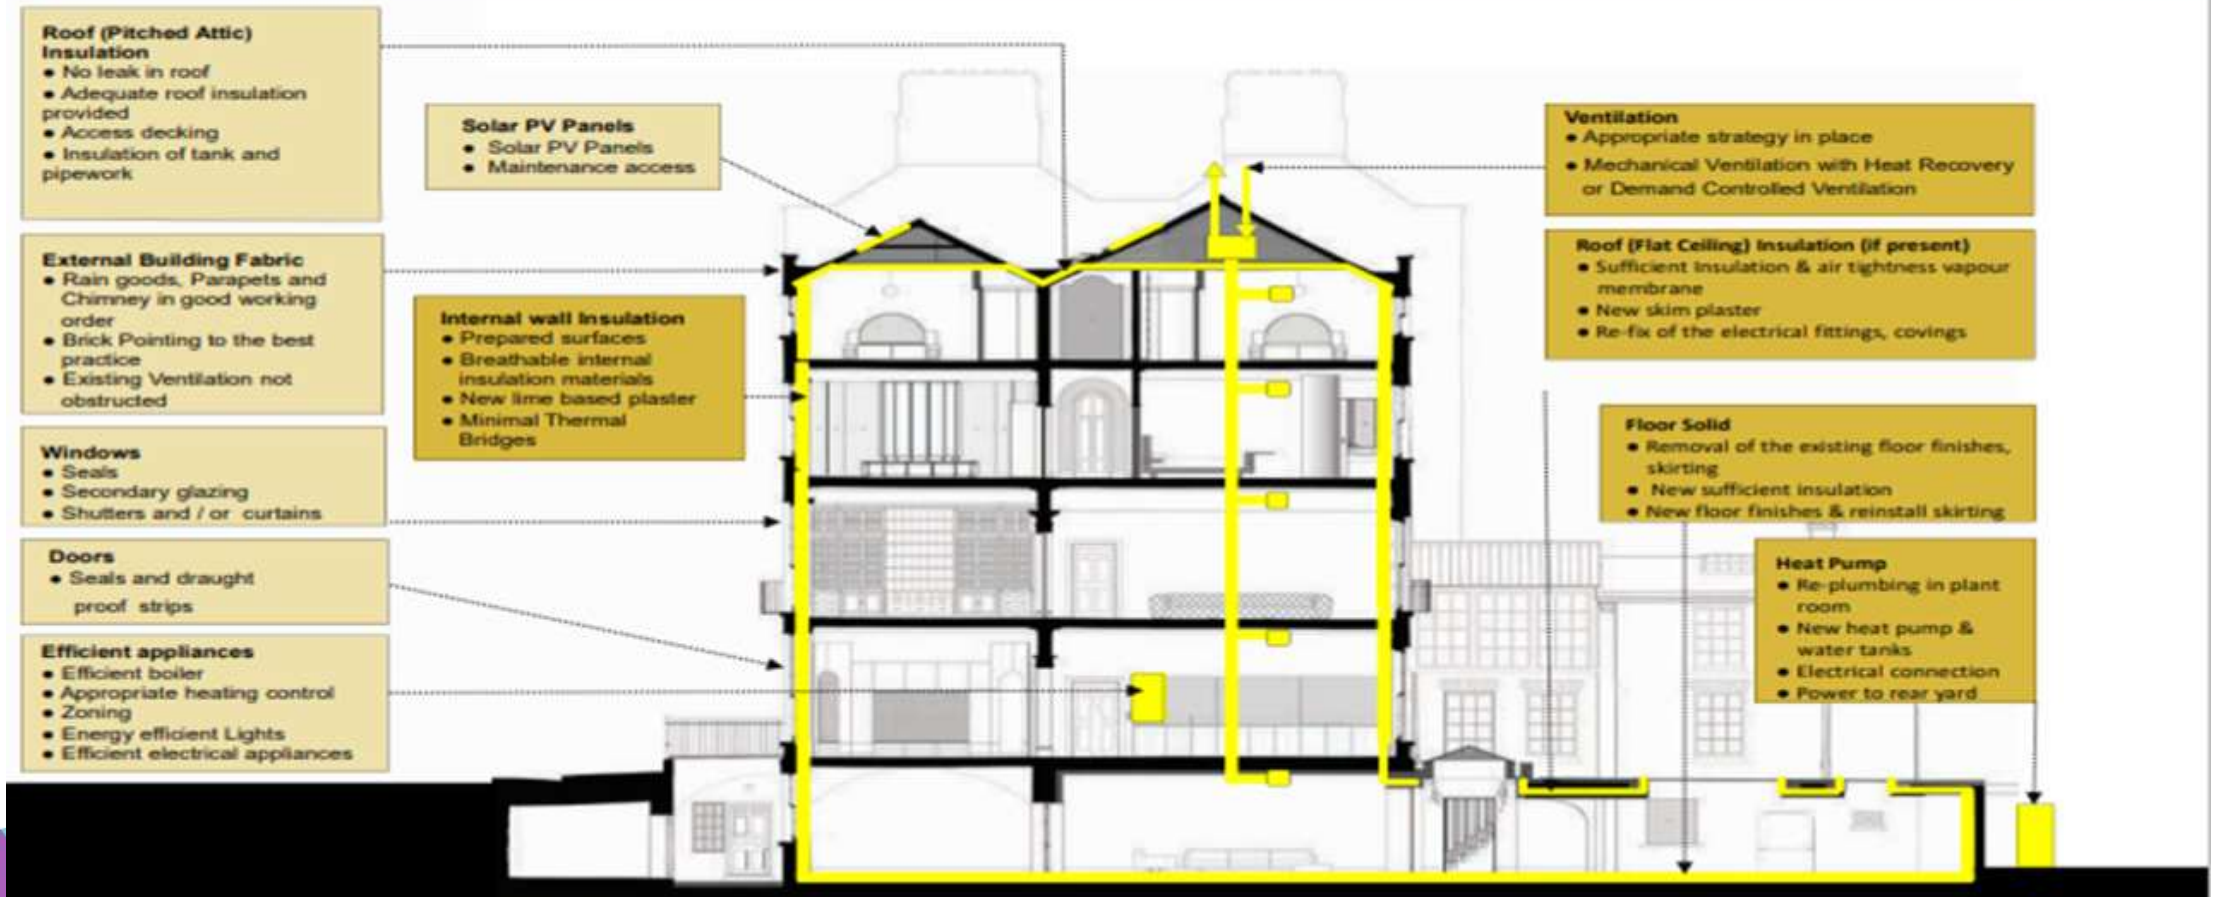 Roof (Pitched Attic)
Insulation
● No leak in roof
● Adequate roof insulation
provided
● Access decking
● Insulation of tank and
pipework
Solar PV Panels
● Solar PV Panels
● Maintenance access
External Building Fabric
● Rain goods, Parapets and
Chimney in good working
order
● Brick Pointing to the best
practice
● Existing Ventilation not
obstructed
Internal wall Insulation
● Prepared surfaces
● Breathable internal
insulation materials
● New lime based plaster
● Minimal Thermal
Bridges
Windows
● Seals
● Secondary glazing
● Shutters and / or curtains
Doors
● Seals and draught
proof strips
Efficient appliances
● Efficient boiler
● Appropriate heating control
● Zoning
● Energy efficient Lights
● Efficient electrical appliances
Ventilation
● Appropriate strategy in place
● Mechanical Ventilation with Heat Recovery
or Demand Controlled Ventilation
Roof (Flat Ceiling) Insulation (if present)
● Sufficient Insulation & air tightness vapour
membrane
● New skim plaster
● Re-fix of the electrical fittings, covings
Floor Solid
● Removal of the existing floor finishes,
skirting
● New sufficient insulation
● New floor finishes & reinstall skirting
Heat Pump
● Re-plumbing in plant
room
● New heat pump &
water tanks
● Electrical connection
● Power to rear yard